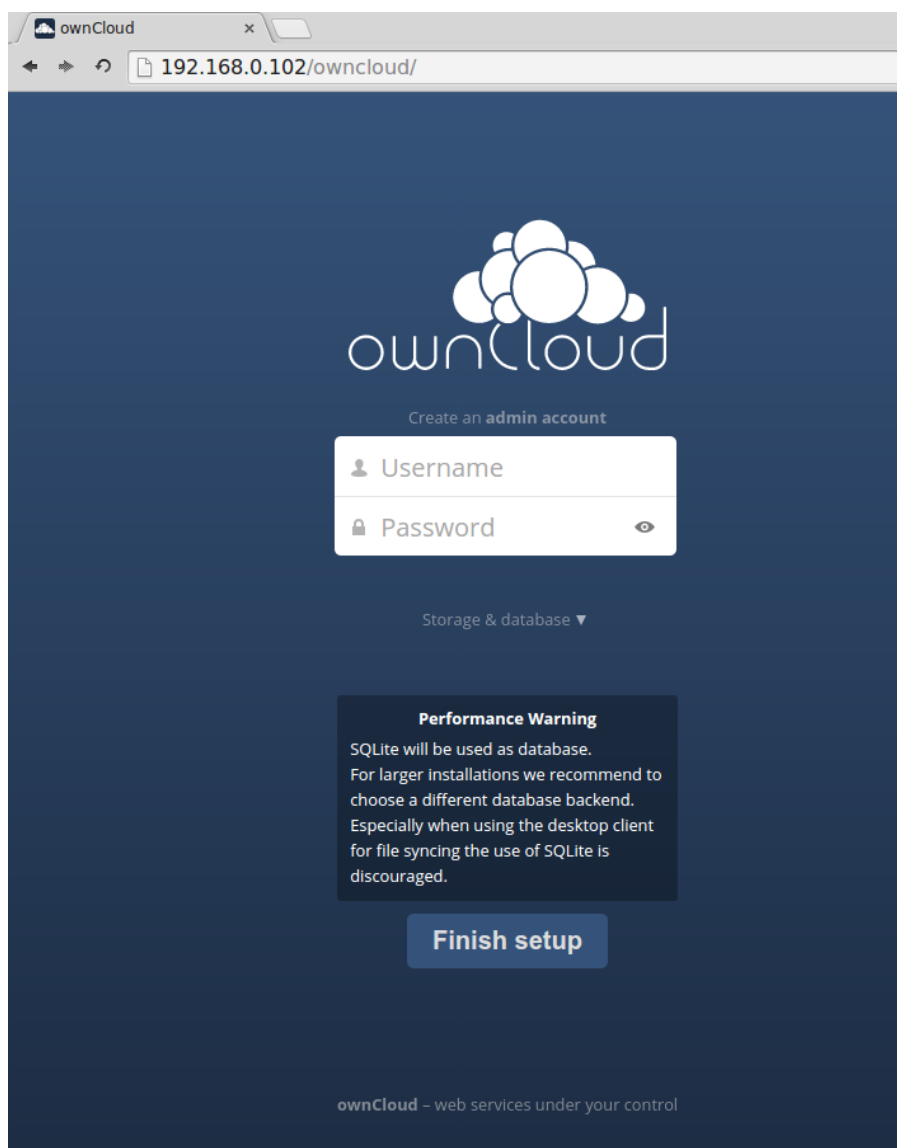 ownCloud
192.168.0.102/owncloud/
ownCloud
Create an admin account
Username
Password
Storage & database ▼
Performance Warning
SQLite will be used as database.
For larger installations we recommend to
choose a different database backend.
Especially when using the desktop client
for file syncing the use of SQLite is
discouraged.
Finish setup
ownCloud – web services under your control